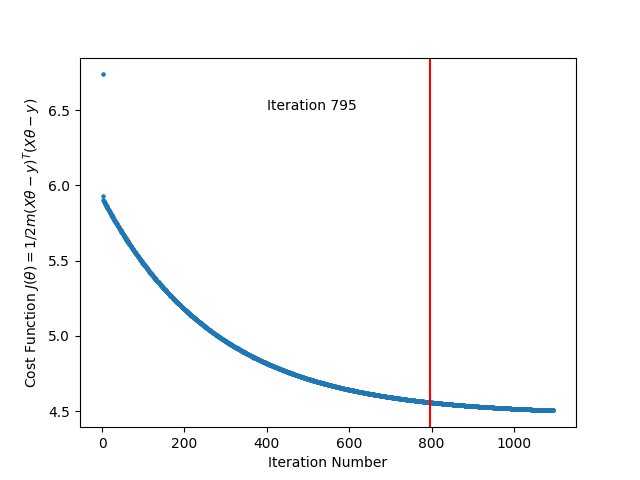 6.5
6.0
5.5
5.0
4.5
Cost Function J(θ) = 1/2m(Xθ − y)ᵀ(Xθ − y)
Iteration 795
0 200 400 600 800 1000
Iteration Number